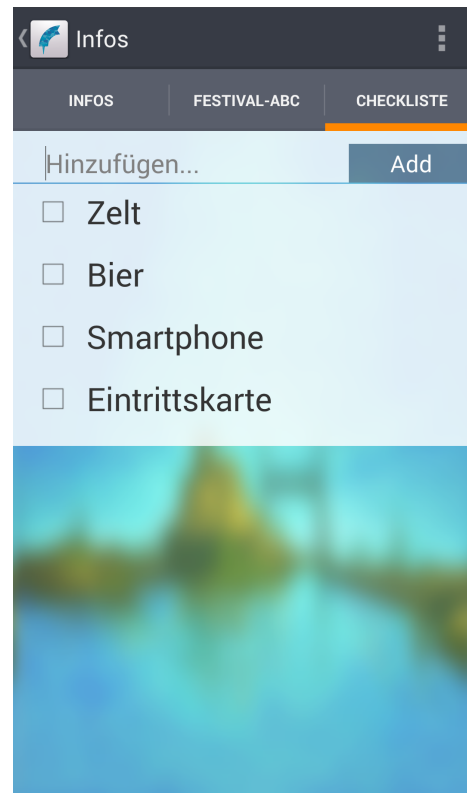 Infos
INFOS FESTIVAL-ABC CHECKLISTE
Hinzufügen... Add
Zelt
Bier
Smartphone
Eintrittskarte